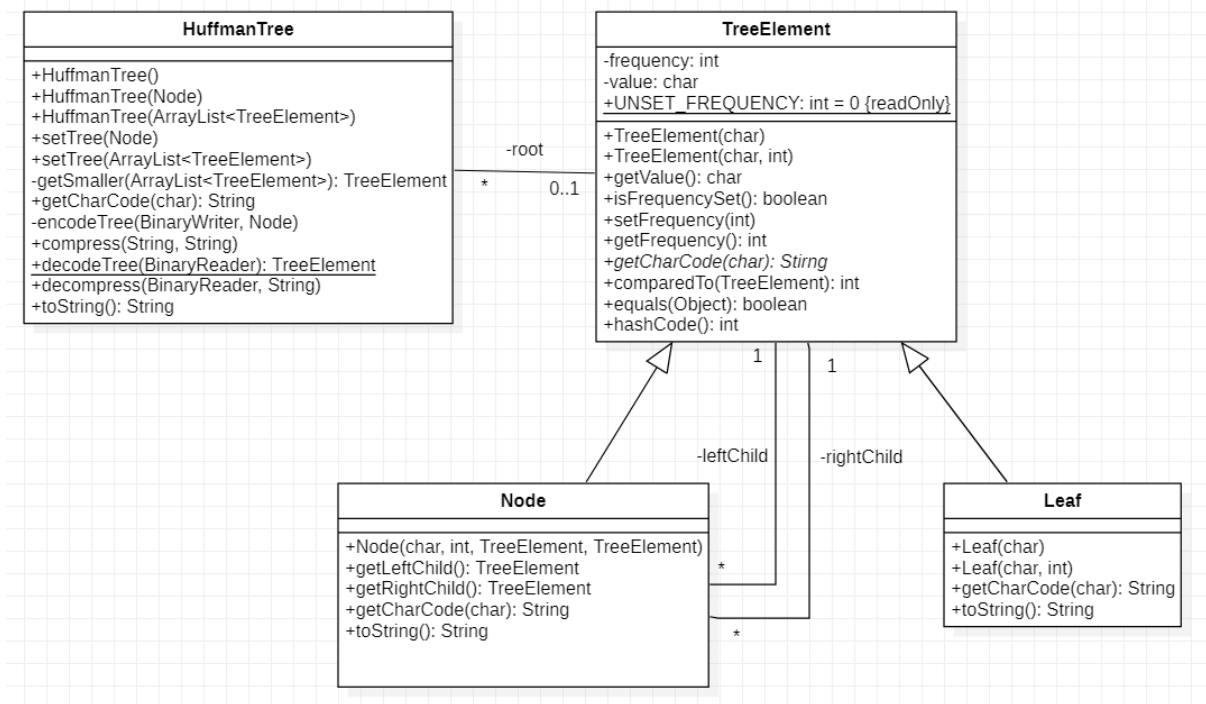 HuffmanTree
+HuffmanTree()
+HuffmanTree(Node)
+HuffmanTree(ArrayList<TreeElement>)
+setTree(Node)
+setTree(ArrayList<TreeElement>)
-getSmaller(ArrayList<TreeElement>): TreeElement
+getCharCode(char): String
-encodeTree(BinaryWriter, Node)
+compress(String, String)
+decodeTree(BinaryReader): TreeElement
+decompress(BinaryReader, String)
+toString(): String
-root
*
0..1
TreeElement
-frequency: int
-value: char
+UNSET_FREQUENCY: int = 0 {readOnly}
+TreeElement(char)
+TreeElement(char, int)
+getValue(): char
+isFrequencySet(): boolean
+setFrequency(int)
+getFrequency(): int
+getCharCode(char): Stirng
+comparedTo(TreeElement): int
+equals(Object): boolean
+hashCode(): int
1
1
-leftChild
-rightChild
Node
+Node(char, int, TreeElement, TreeElement)
+getLeftChild(): TreeElement
+getRightChild(): TreeElement
+getCharCode(char): String
+toString(): String
*
*
Leaf
+Leaf(char)
+Leaf(char, int)
+getCharCode(char): String
+toString(): String